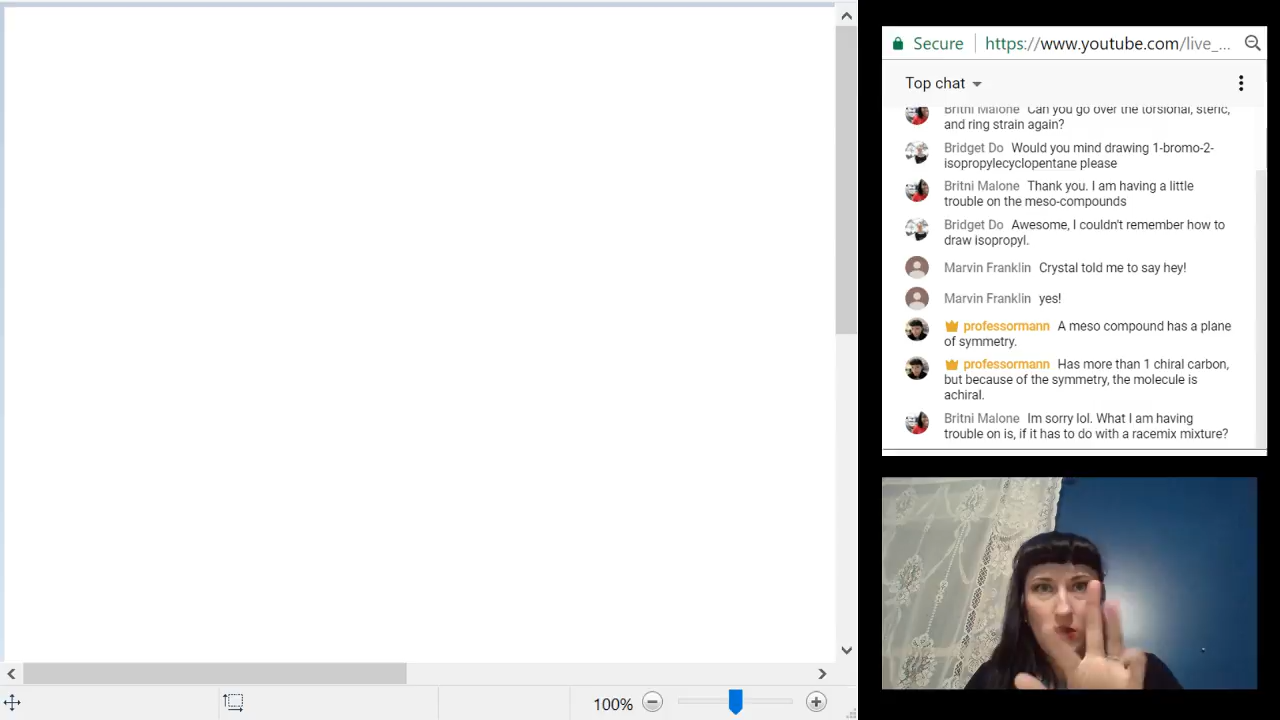 Secure https://www.youtube.com/live_...
Top chat
Britni Malone Can you go over the torsional, steric,
and ring strain again?
Bridget Do Would you mind drawing 1-bromo-2-
isopropylcyclopentane please
Britni Malone Thank you. I am having a little
trouble on the meso-compounds
Bridget Do Awesome, I couldn't remember how to
draw isopropyl.
Marvin Franklin Crystal told me to say hey!
Marvin Franklin yes!
professormann A meso compound has a plane
of symmetry.
professormann Has more than 1 chiral carbon,
but because of the symmetry, the molecule is
achiral.
Britni Malone Im sorry lol. What I am having
trouble on is, if it has to do with a racemix mixture?
100%